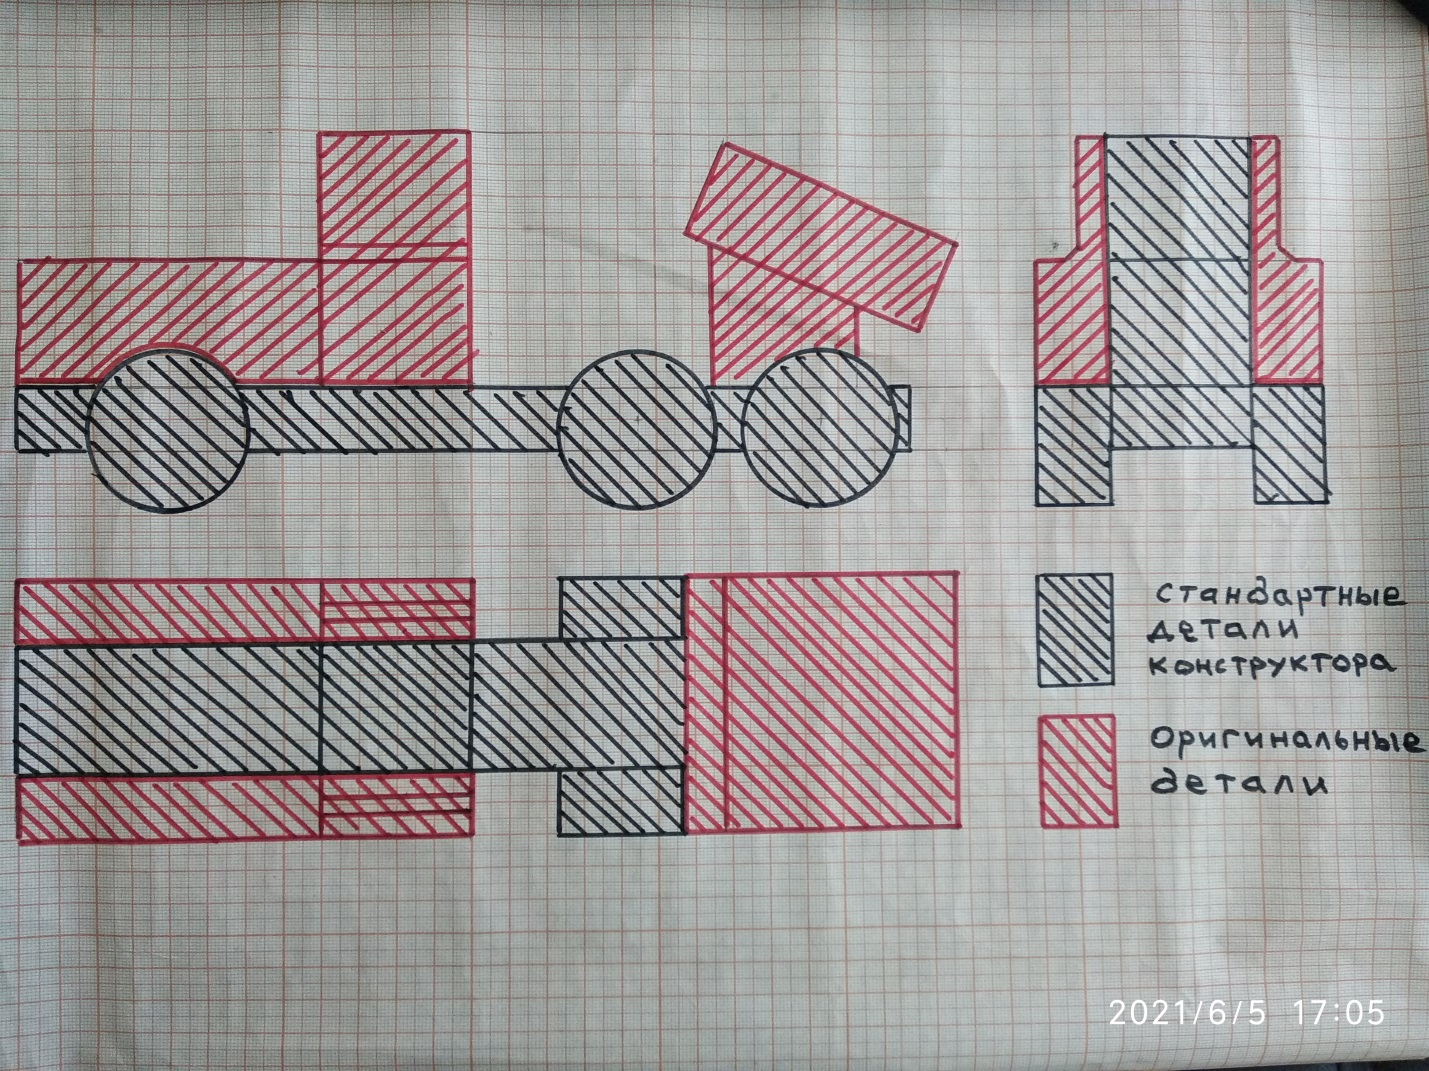 стандартные
детали
конструктора
оригинальные
детали
2021/6/5 17:05